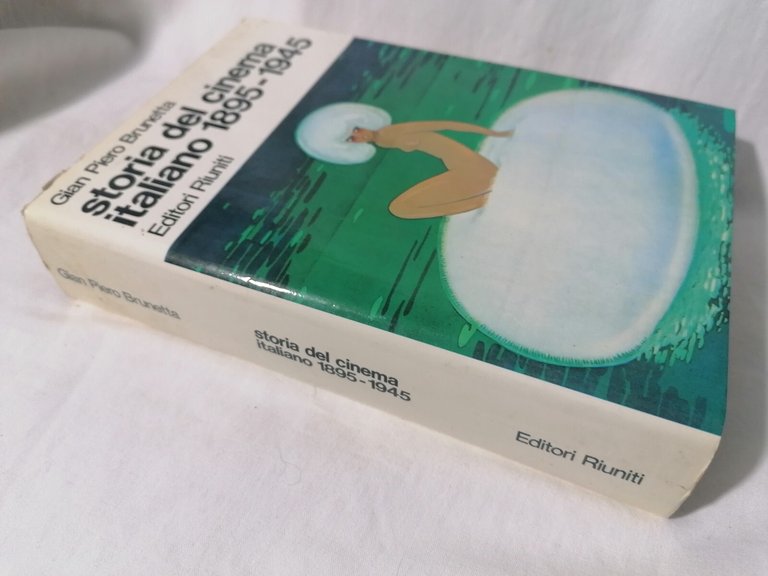 Gian Piero Brunetta
storia del cinema
italiano 1895-1945
Editori Riuniti
Gian Piero Brunetta
storia del cinema
italiano 1895-1945
Editori Riuniti